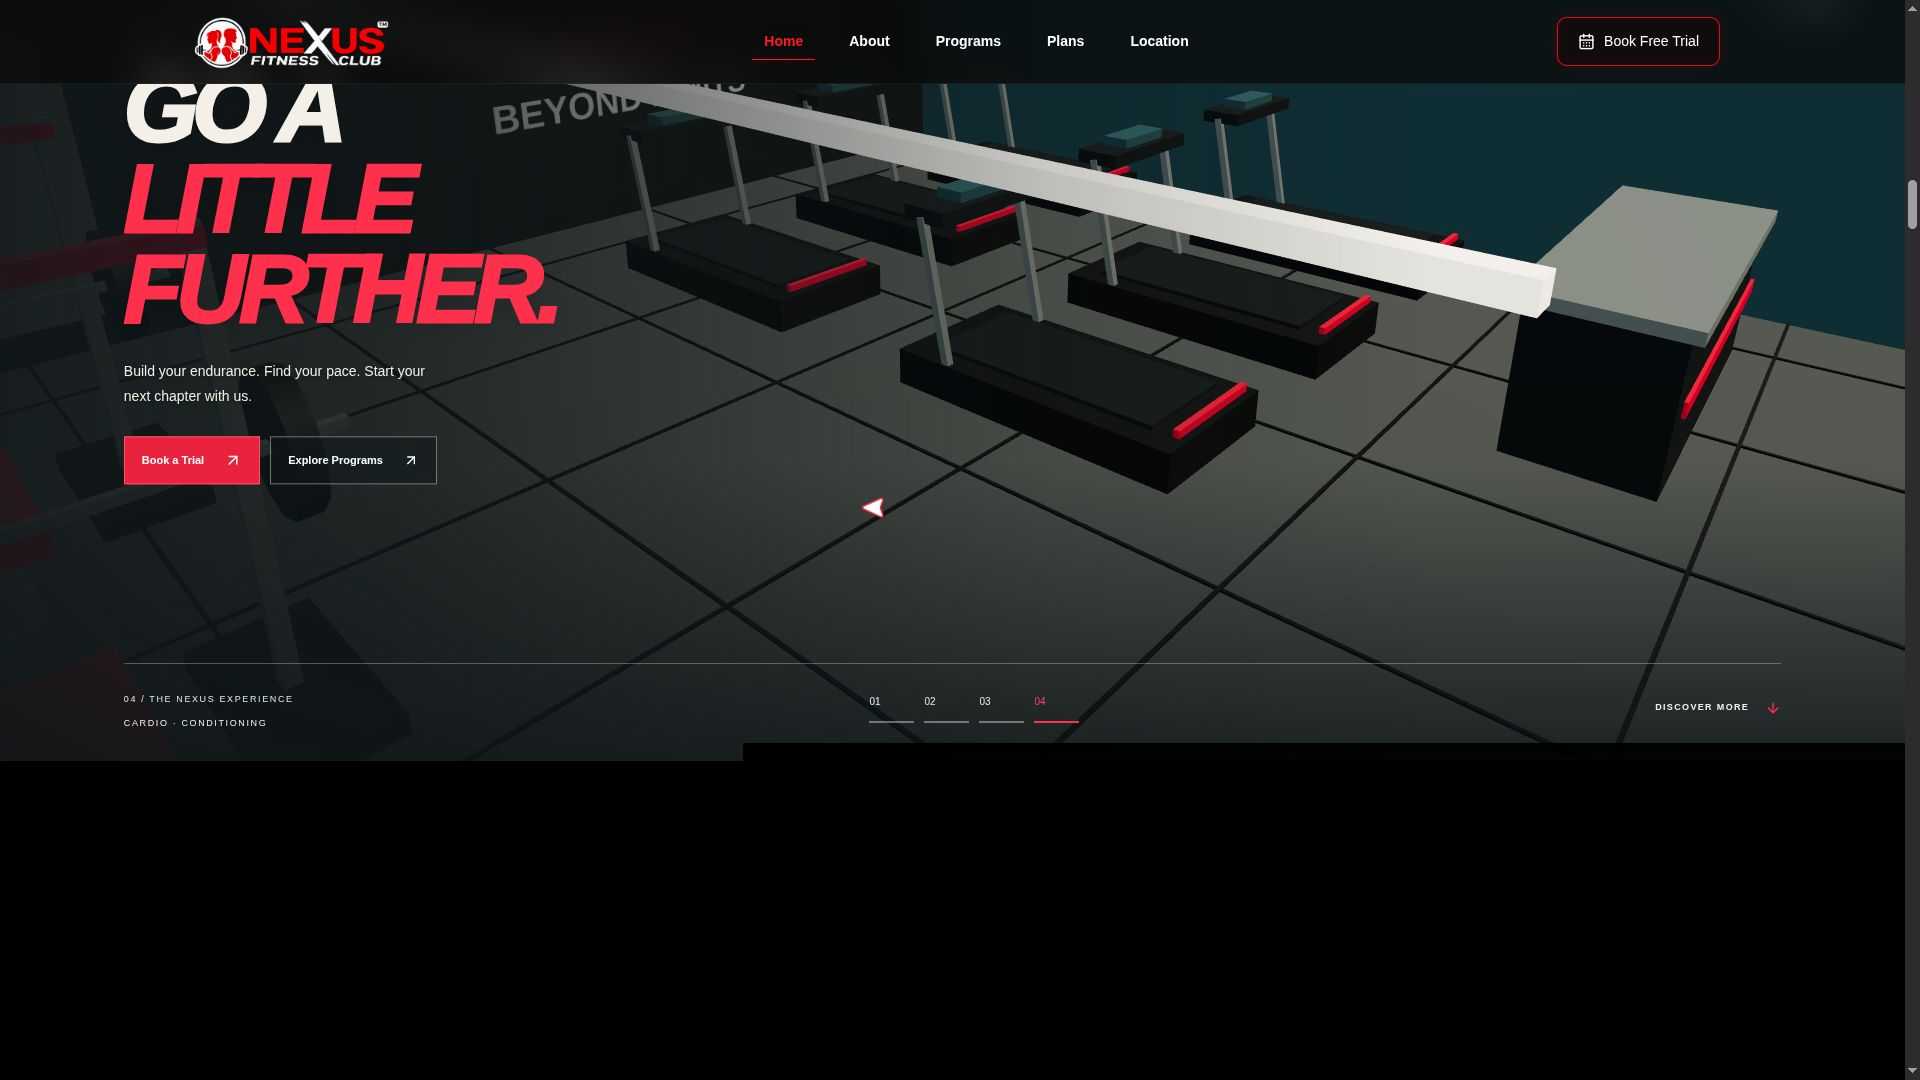 NEXUS
TM
FITNESS CLUB
Home
About
Programs
Plans
Location
Book Free Trial
BEYOND
GO A
LITTLE
FURTHER.
Build your endurance. Find your pace. Start your
next chapter with us.
Book a Trial
Explore Programs
04 / THE NEXUS EXPERIENCE
CARDIO · CONDITIONING
01
02
03
04
DISCOVER MORE